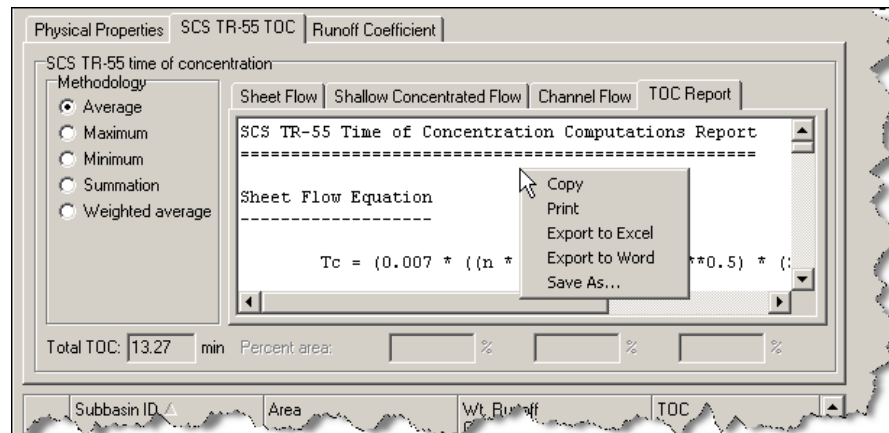 Physical Properties SCS TR-55 TOC Runoff Coefficient
SCS TR-55 time of concentration
Methodology
Average
Maximum
Minimum
Summation
Weighted average
Sheet Flow Shallow Concentrated Flow Channel Flow TOC Report
SCS TR-55 Time of Concentration Computations Report
==================================================
Sheet Flow Equation
-------------------
Tc = (0.007 * ((n * **0.5) * (
Copy
Print
Export to Excel
Export to Word
Save As...
Total TOC: 13.27 min Percent area: % % %
Subbasin ID Area Wt. Runoff TOC